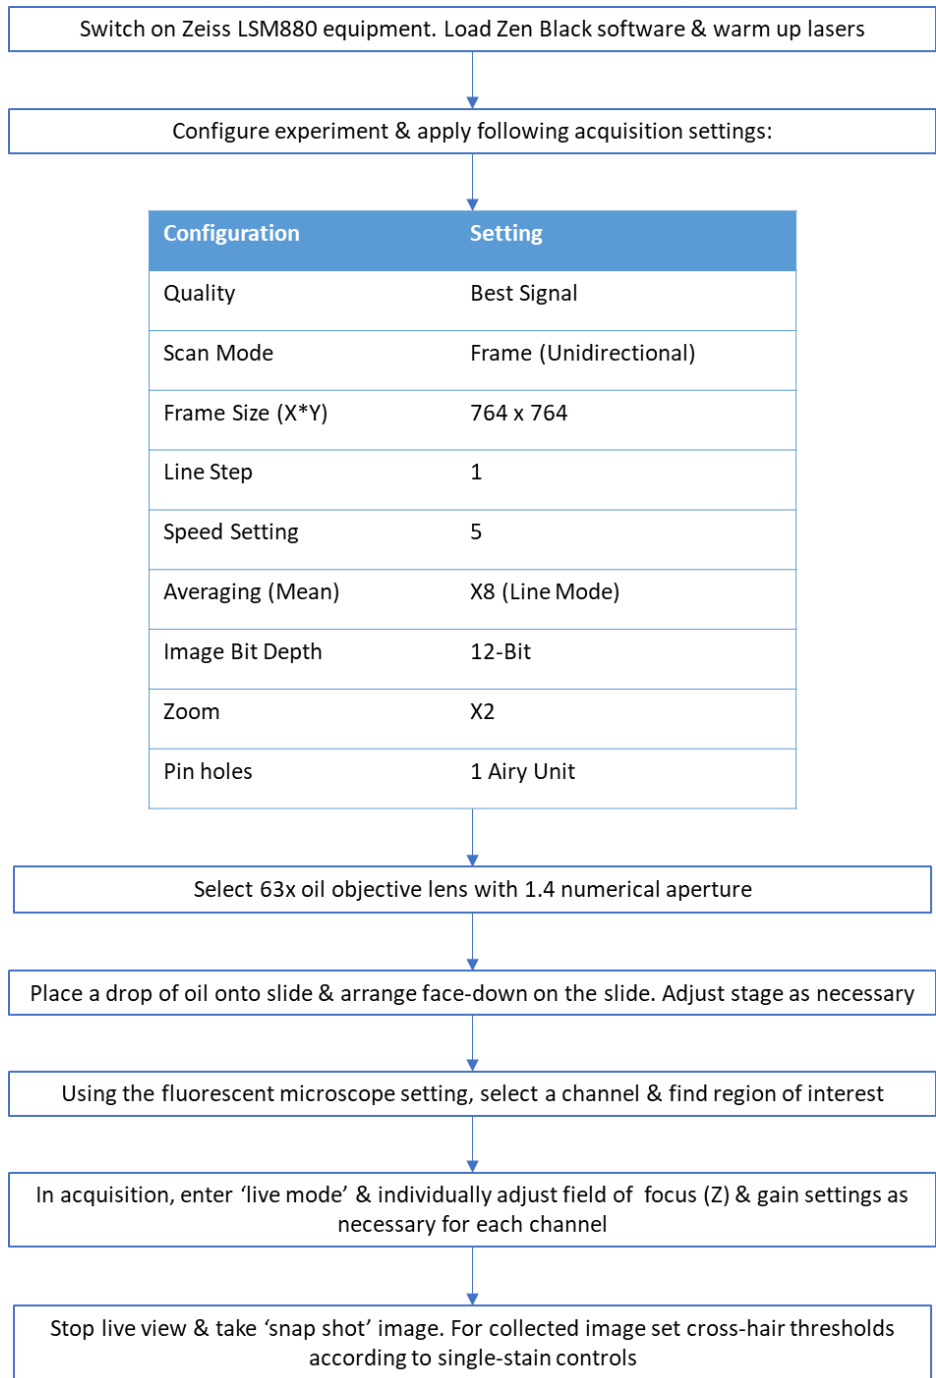 Switch on Zeiss LSM880 equipment. Load Zen Black software & warm up lasers
Configure experiment & apply following acquisition settings:
Configuration Setting
Quality Best Signal
Scan Mode Frame (Unidirectional)
Frame Size (X*Y) 764 x 764
Line Step 1
Speed Setting 5
Averaging (Mean) X8 (Line Mode)
Image Bit Depth 12-Bit
Zoom X2
Pin holes 1 Airy Unit
Select 63x oil objective lens with 1.4 numerical aperture
Place a drop of oil onto slide & arrange face-down on the slide. Adjust stage as necessary
Using the fluorescent microscope setting, select a channel & find region of interest
In acquisition, enter ‘live mode’ & individually adjust field of focus (Z) & gain settings as
necessary for each channel
Stop live view & take ‘snap shot’ image. For collected image set cross-hair thresholds
according to single-stain controls